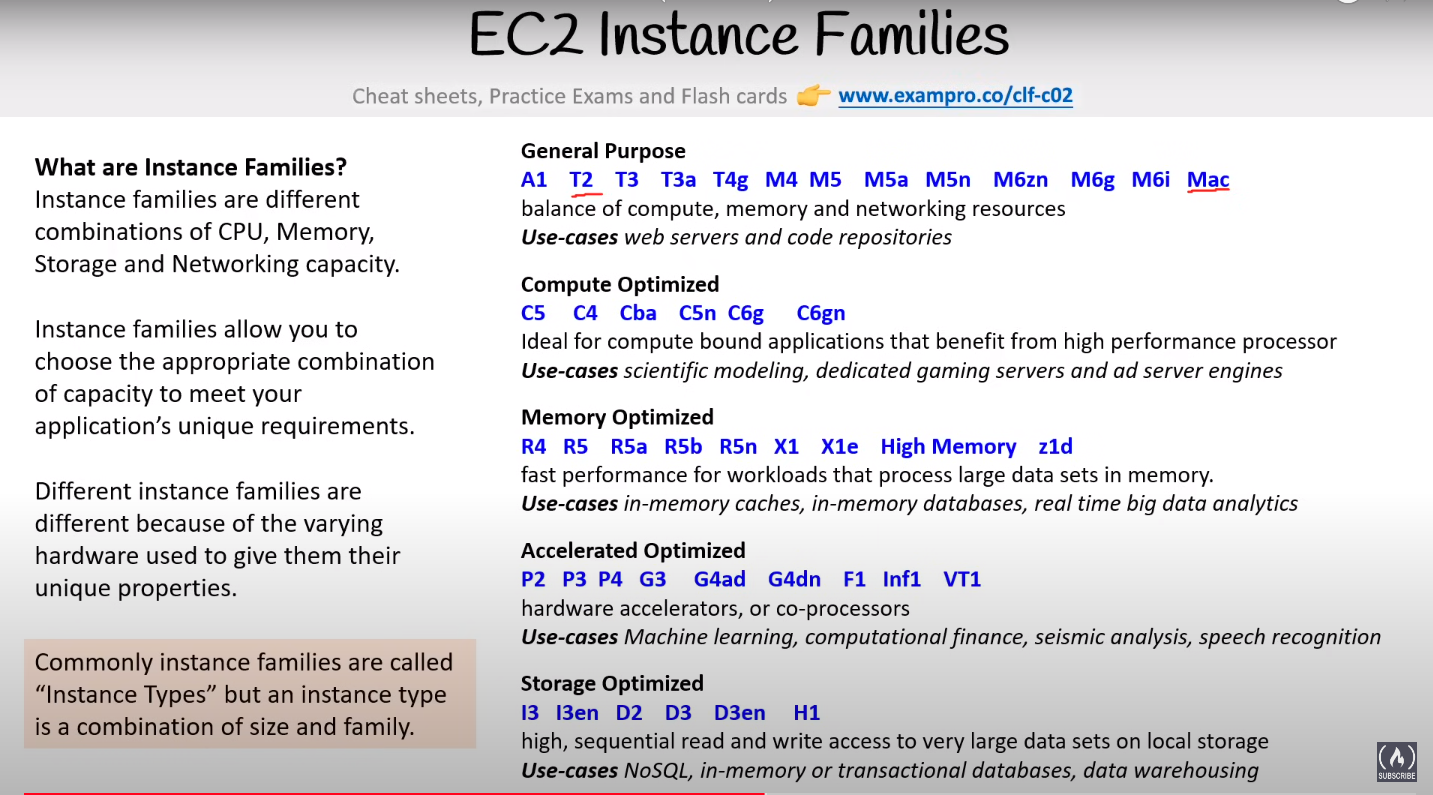 EC2 Instance Families
Cheat sheets, Practice Exams and Flash cards 👉 www.exampro.co/clf-c02
What are Instance Families?
Instance families are different
combinations of CPU, Memory,
Storage and Networking capacity.
Instance families allow you to
choose the appropriate combination
of capacity to meet your
application’s unique requirements.
Different instance families are
different because of the varying
hardware used to give them their
unique properties.
Commonly instance families are called
“Instance Types” but an instance type
is a combination of size and family.
General Purpose
A1 T2 T3 T3a T4g M4 M5 M5a M5n M6zn M6g M6i Mac
balance of compute, memory and networking resources
Use-cases web servers and code repositories
Compute Optimized
C5 C4 Cba C5n C6g C6gn
Ideal for compute bound applications that benefit from high performance processor
Use-cases scientific modeling, dedicated gaming servers and ad server engines
Memory Optimized
R4 R5 R5a R5b R5n X1 X1e High Memory z1d
fast performance for workloads that process large data sets in memory.
Use-cases in-memory caches, in-memory databases, real time big data analytics
Accelerated Optimized
P2 P3 P4 G3 G4ad G4dn F1 Inf1 VT1
hardware accelerators, or co-processors
Use-cases Machine learning, computational finance, seismic analysis, speech recognition
Storage Optimized
I3 I3en D2 D3 D3en H1
high, sequential read and write access to very large data sets on local storage
Use-cases NoSQL, in-memory or transactional databases, data warehousing
SUBSCRIBE